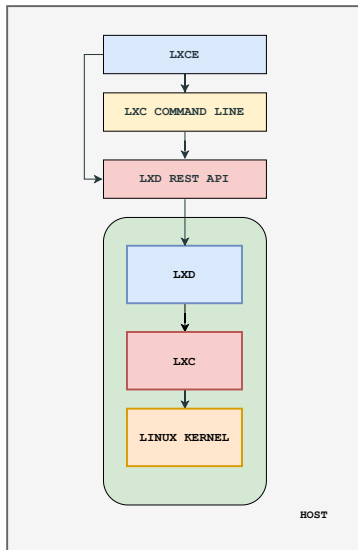 LXCE
LXC COMMAND LINE
LXD REST API
LXD
LXC
LINUX KERNEL
HOST